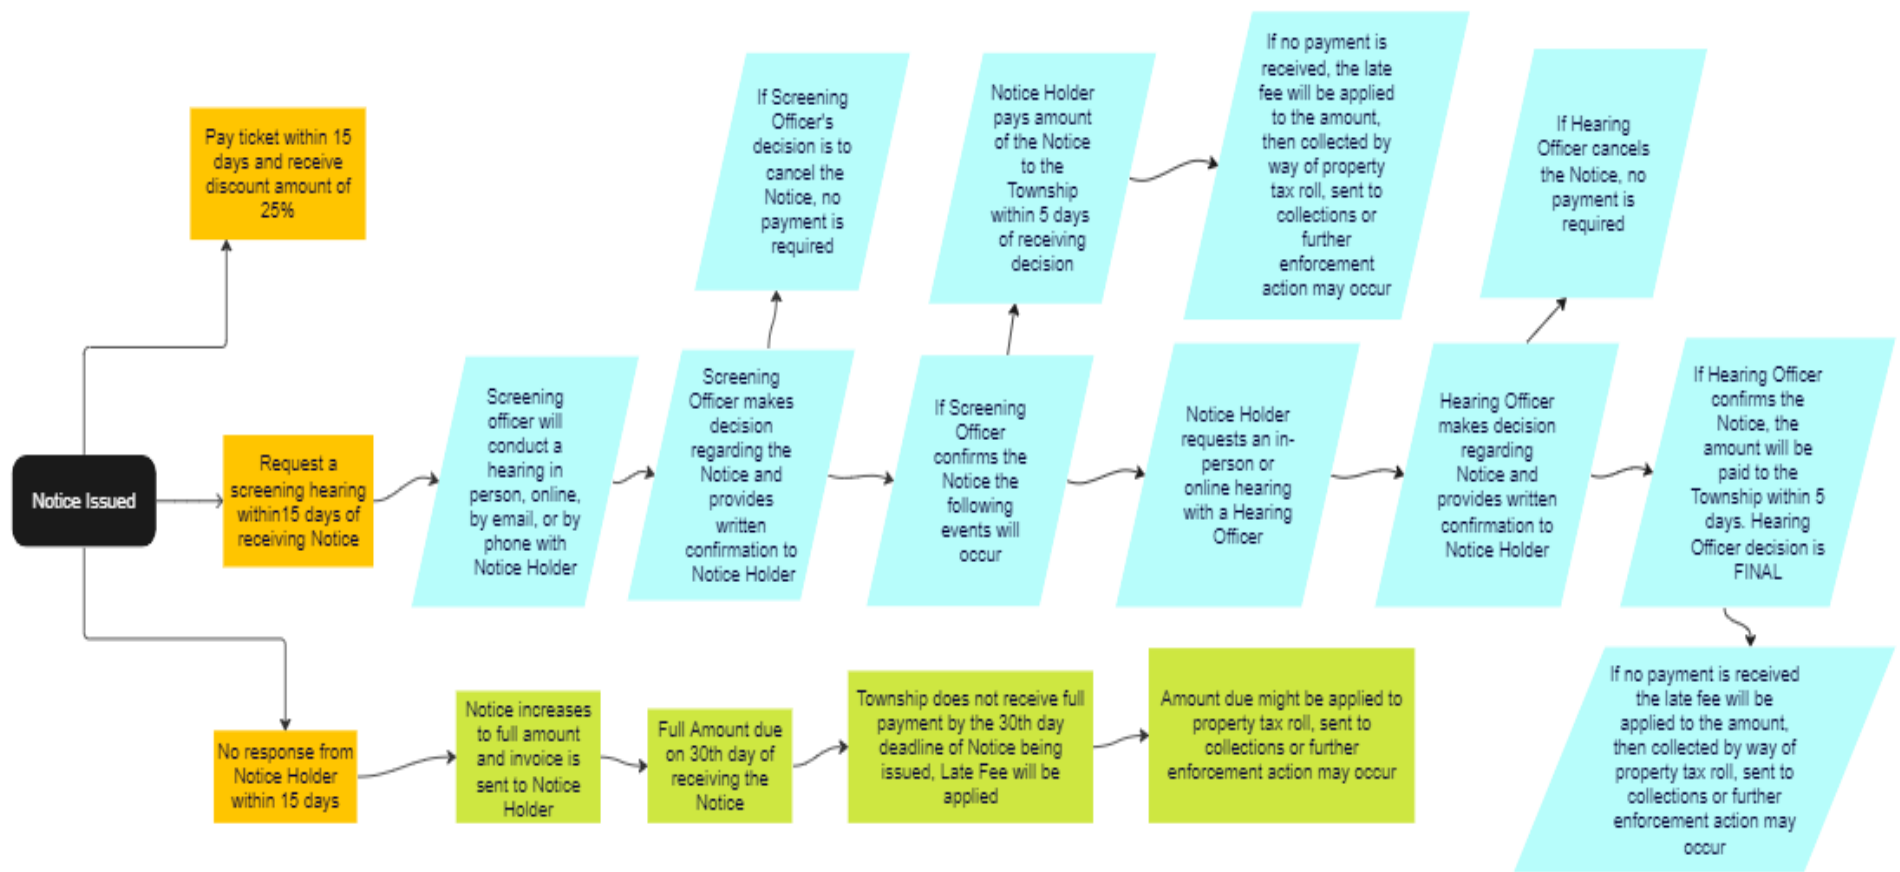 Notice Issued
Pay ticket within 15
days and receive
discount amount of
25%
Request a
screening hearing
within15 days of
receiving Notice
Screening
officer will
conduct a
hearing in
person, online,
by email, or by
phone with
Notice Holder
Screening
Officer makes
decision
regarding the
Notice and
provides
written
confirmation to
Notice Holder
If Screening
Officer's
decision is to
cancel the
Notice, no
payment is
required
If Screening
Officer
confirms the
Notice the
following
events will
occur
Notice Holder
pays amount
of the Notice
to the
Township
within 5 days
of receiving
decision
If no payment is
received, the late
fee will be applied
to the amount,
then collected by
way of property
tax roll, sent to
collections or
further
enforcement
action may occur
Notice Holder
requests an in-
person or
online hearing
with a Hearing
Officer
Hearing Officer
makes decision
regarding
Notice and
provides written
confirmation to
Notice Holder
If Hearing
Officer cancels
the Notice, no
payment is
required
If Hearing Officer
confirms the
Notice, the
amount will be
paid to the
Township within 5
days. Hearing
Officer decision is
FINAL
If no payment is received
the late fee will be
applied to the amount,
then collected by way of
property tax roll, sent to
collections or further
enforcement action may
occur
No response from
Notice Holder
within 15 days
Notice increases
to full amount
and invoice is
sent to Notice
Holder
Full Amount due
on 30th day of
receiving the
Notice
Township does not receive full
payment by the 30th day
deadline of Notice being
issued, Late Fee will be
applied
Amount due might be applied to
property tax roll, sent to
collections or further
enforcement action may occur